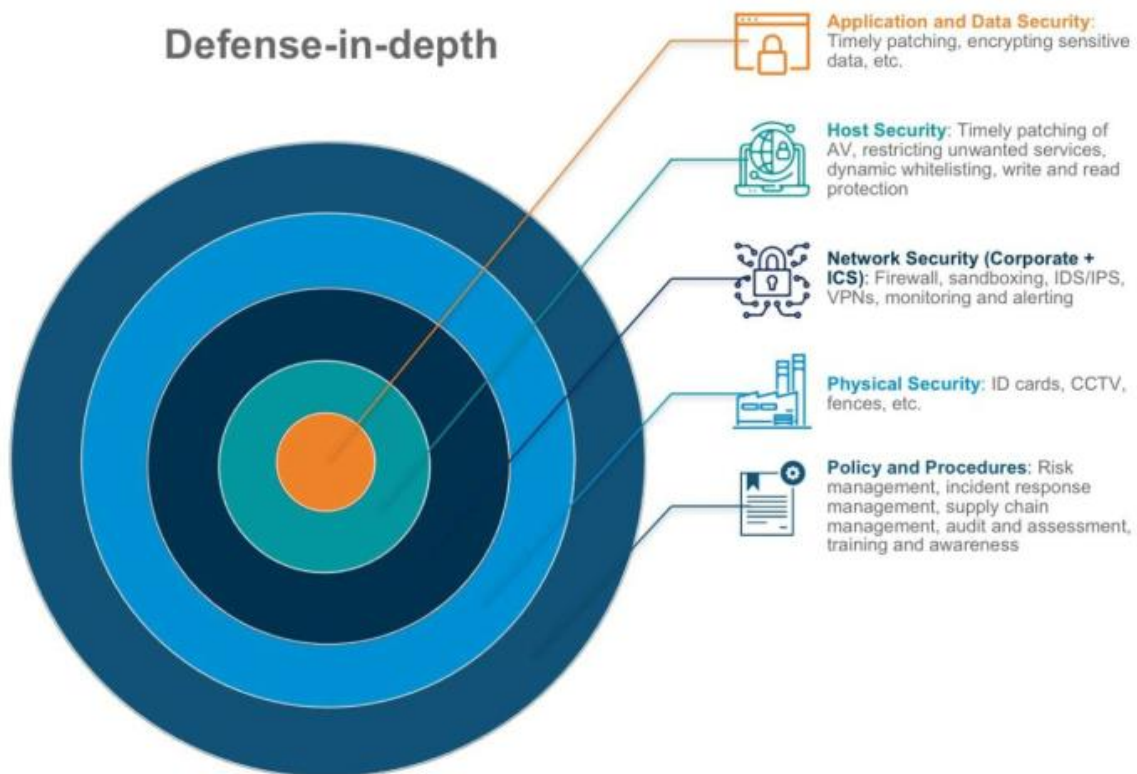 Defense-in-depth
Application and Data Security:
Timely patching, encrypting sensitive
data, etc.
Host Security: Timely patching of
AV, restricting unwanted services,
dynamic whitelisting, write and read
protection
Network Security (Corporate +
ICS): Firewall, sandboxing, IDS/IPS,
VPNs, monitoring and alerting
Physical Security: ID cards, CCTV,
fences, etc.
Policy and Procedures: Risk
management, incident response
management, supply chain
management, audit and assessment,
training and awareness